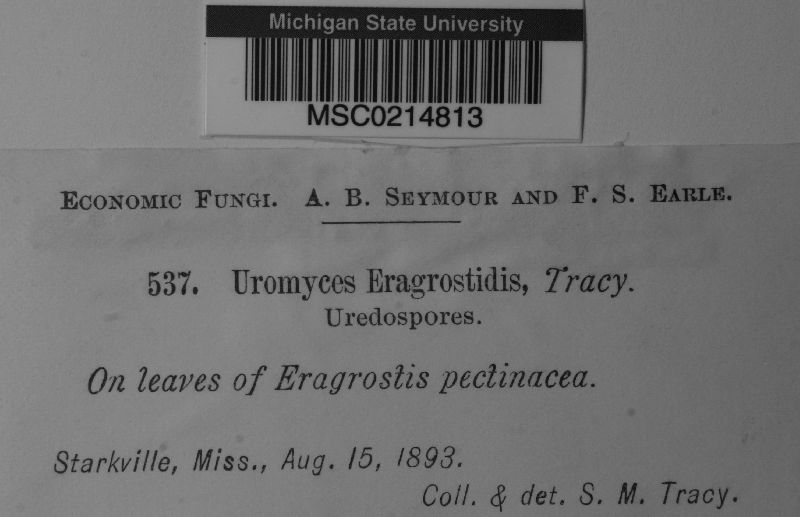 Michigan State University
MSC0214813
Economic Fungi. A. B. Seymour and F. S. Earle.
537. Uromyces Eragrostidis, Tracy.
Uredospores.
On leaves of Eragrostis pectinacea.
Starkville, Miss., Aug. 15, 1893.
Coll. & det. S. M. Tracy.